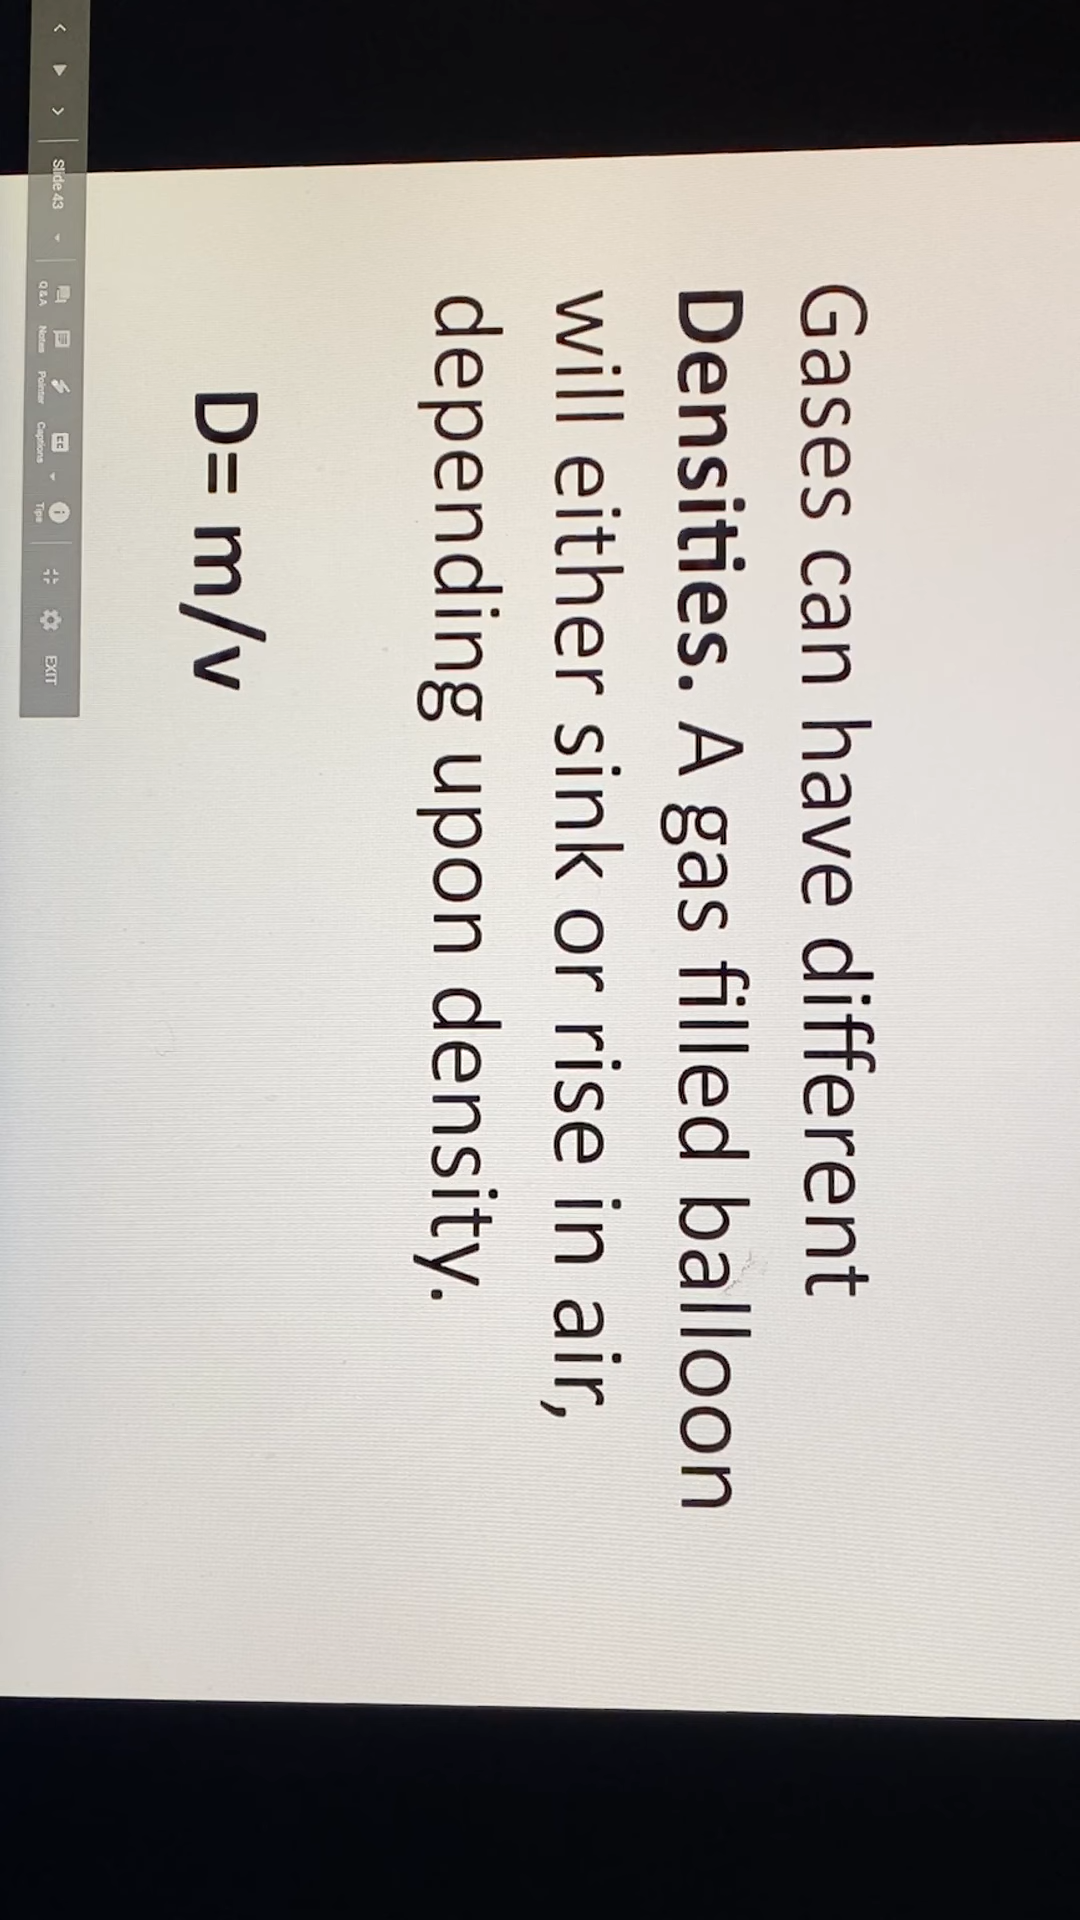 Gases can have different
Densities. A gas filled balloon
will either sink or rise in air,
depending upon density.
D= m/v
Slide 43
Q&A Notes Pointer Captions Tips
EXIT